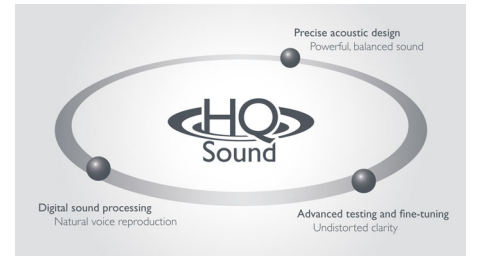 Precise acoustic design
Powerful, balanced sound
HQ
Sound
Digital sound processing
Natural voice reproduction
Advanced testing and fine-tuning
Undistorted clarity